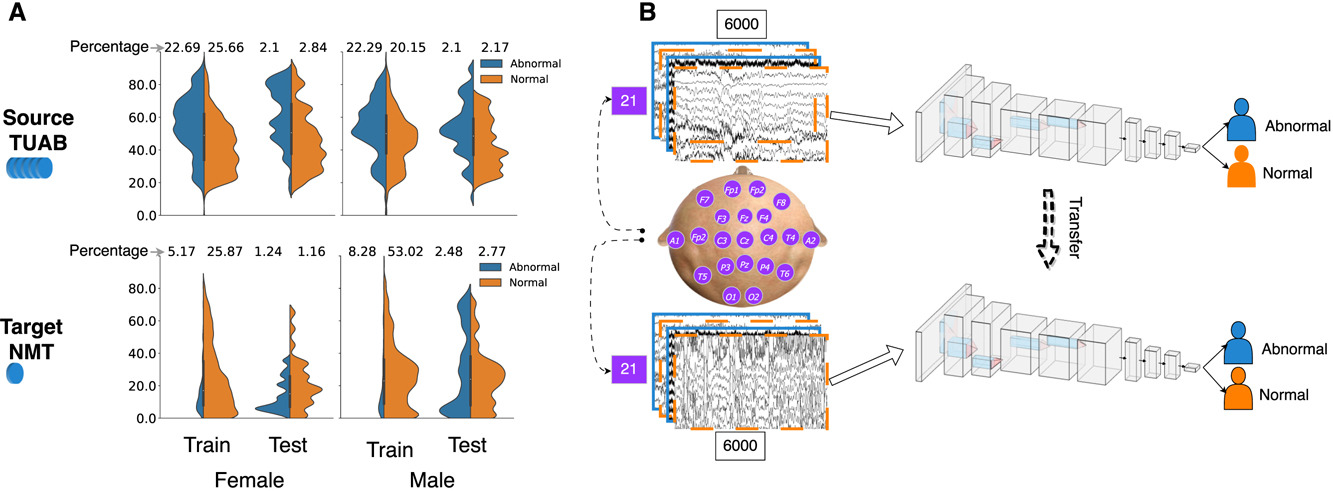 A
Percentage
22.69 25.66 2.1 2.84 22.29 20.15 2.1 2.17
Abnormal
Normal
80.0
60.0
40.0
20.0
0.0
Source
TUAB
Percentage
5.17 25.87 1.24 1.16 8.28 53.02 2.48 2.77
Abnormal
Normal
80.0
60.0
40.0
20.0
0.0
Target
NMT
Train Test Train Test
Female Male
B
6000
21
Fp1 Fp2
F7 F8
F3 Fz F4
A1 Fp2 C3 Cz C4 T4 A2
T5 P3 Pz P4 T6
O1 O2
21
6000
Abnormal
Normal
Transfer
Abnormal
Normal